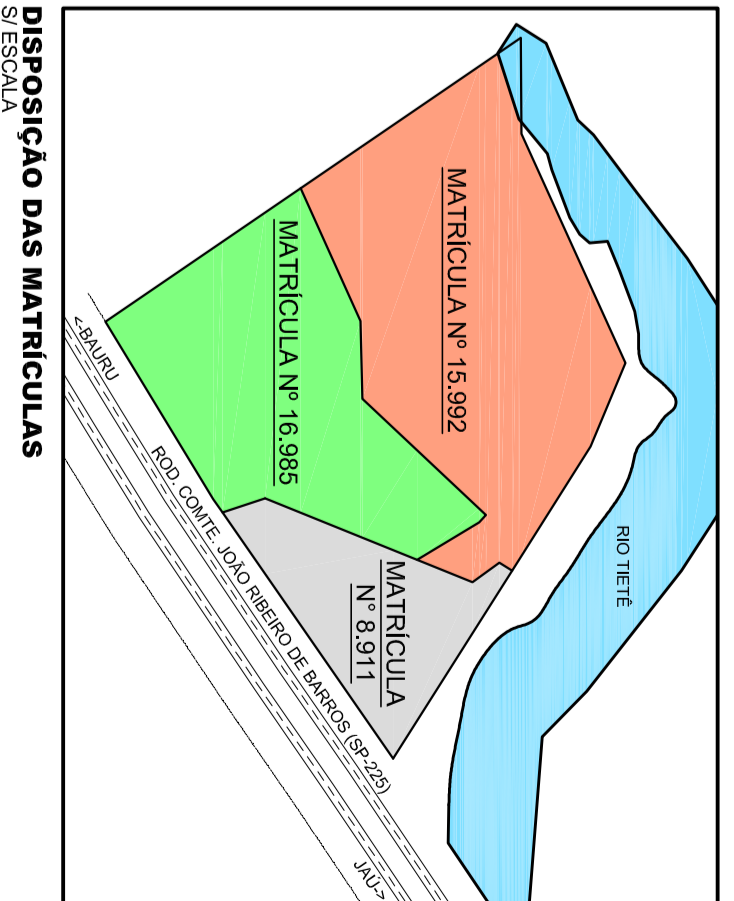 RIO TIETÊ
MATRÍCULA Nº 15.992
MATRÍCULA
N° 8.911
MATRÍCULA Nº 16.985
<-BAURU
ROD. COMTE. JOÃO RIBEIRO DE BARROS (SP-225)
JAÚ->
DISPOSIÇÃO DAS MATRÍCULAS
S/ ESCALA